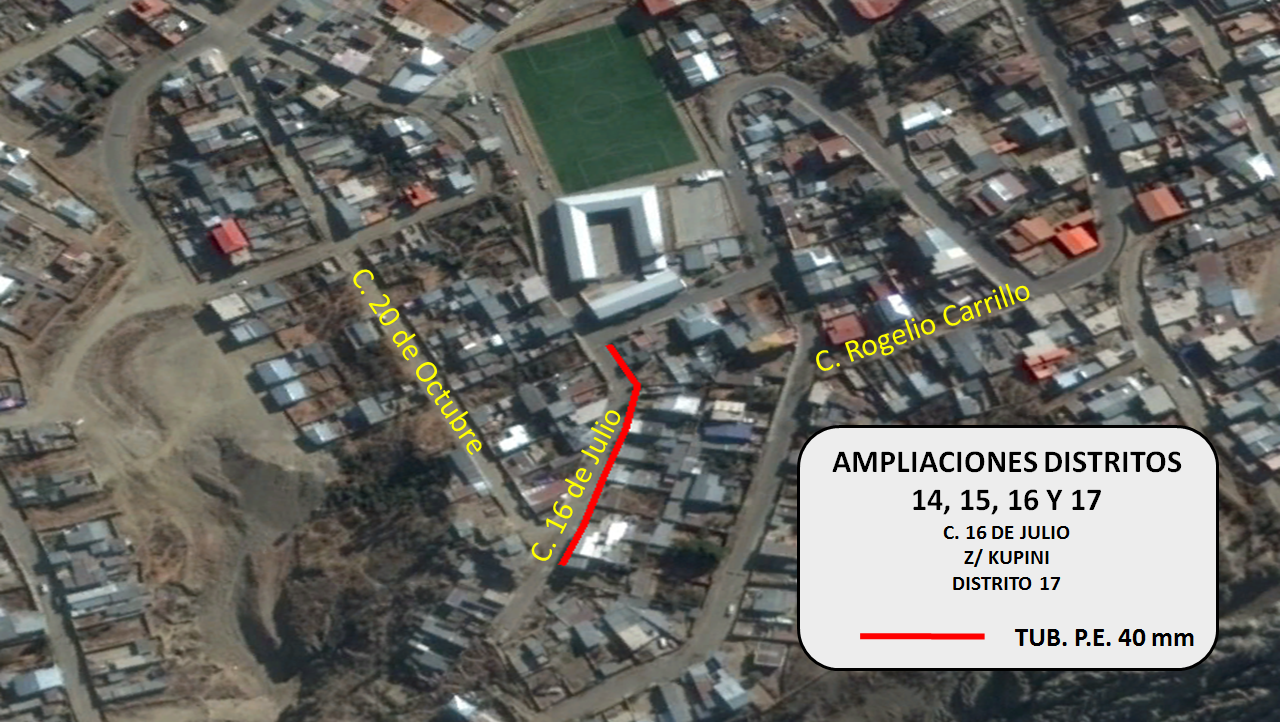 C. 20 de Octubre
C. 16 de Julio
C. Rogelio Carrillo
AMPLIACIONES DISTRITOS
14, 15, 16 Y 17
C. 16 DE JULIO
Z/ KUPINI
DISTRITO 17
TUB. P.E. 40 mm